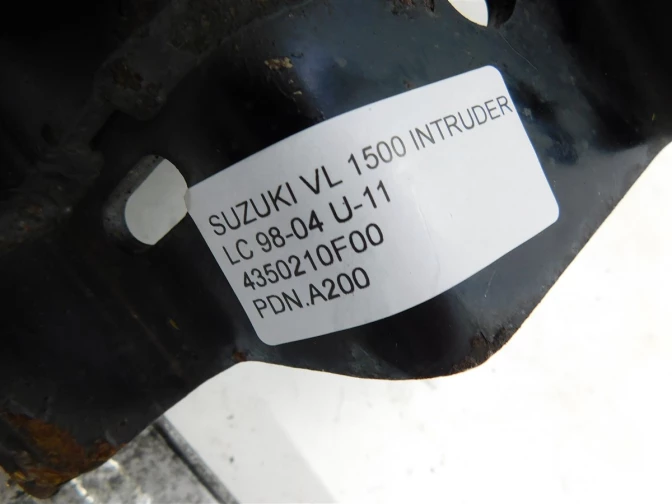 SUZUKI VL 1500 INTRUDER
LC 98-04 U-11
4350210F00
PDN.A200